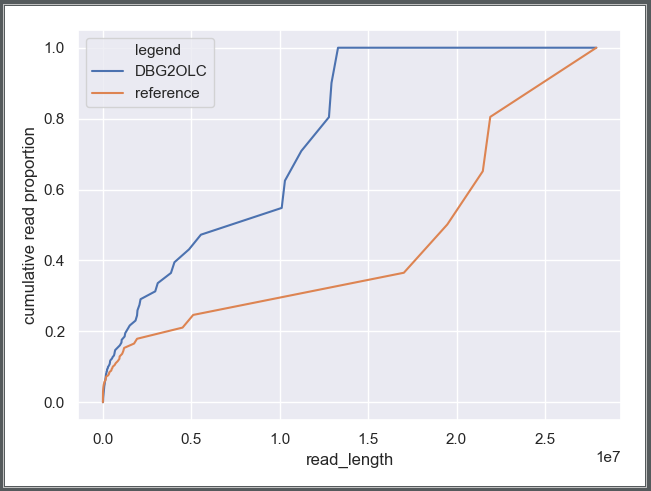 legend
DBG2OLC
reference
1.0
0.8
0.6
0.4
0.2
0.0
cumulative read proportion
0.0 0.5 1.0 1.5 2.0 2.5
1e7
read_length